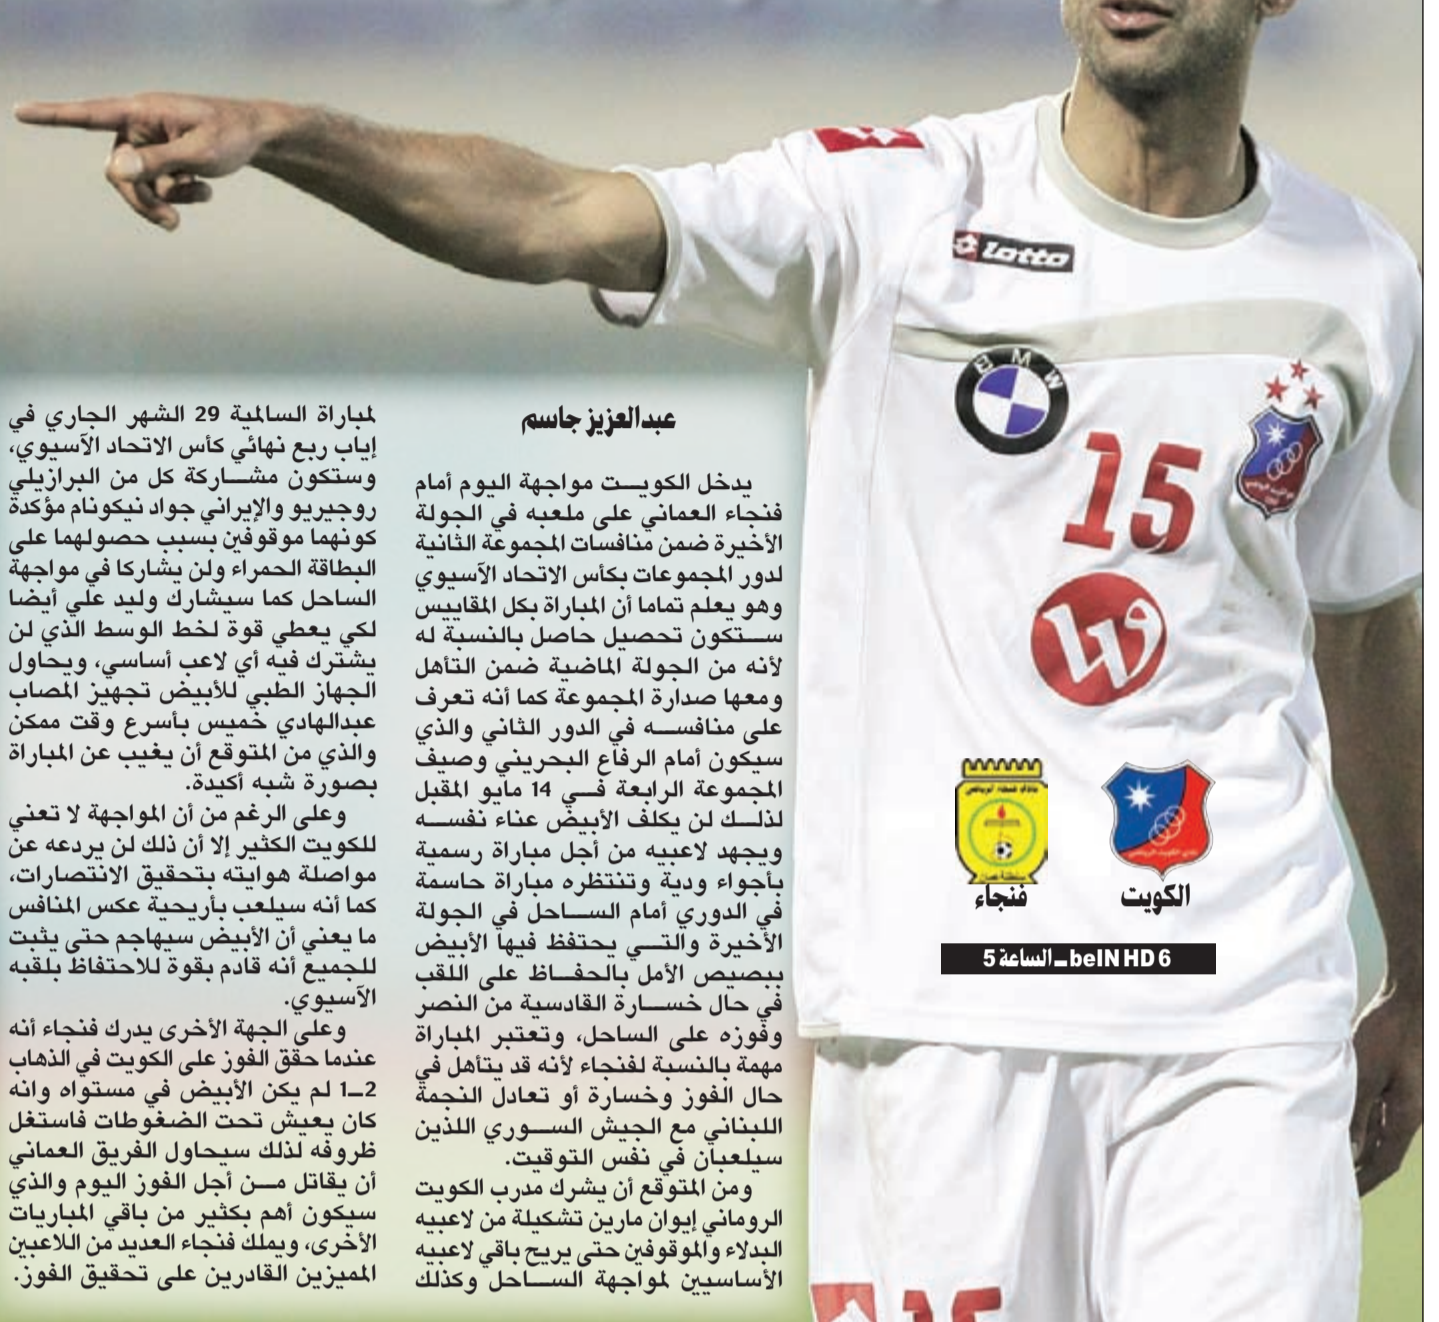 lotto
BMW
15
الكويت
فنجاء
beIN HD 6 ــ الساعة 5
عبدالعزيز جاسم
يدخل الكويت مواجهة اليوم أمام
فنجاء العماني على ملعبه في الجولة
الأخيرة ضمن منافسات المجموعة الثانية
لدور المجموعات بكأس الاتحاد الآسيوي
وهو يعلم تماما أن المباراة بكل المقاييس
ستكون تحصيل حاصل بالنسبة له
لأنه من الجولة الماضية ضمن التأهل
ومعها صدارة المجموعة كما أنه تعرف
على منافسه في الدور الثاني والذي
سيكون أمام الرفاع البحريني وصيف
المجموعة الرابعة في 14 مايو المقبل
لذلك لن يكلف الأبيض عناء نفسه
ويجهد لاعبيه من أجل مباراة رسمية
بأجواء ودية وتنتظره مباراة حاسمة
في الدوري أمام الساحل في الجولة
الأخيرة والتي يحتفظ فيها الأبيض
ببصيص الأمل بالحفاظ على اللقب
في حال خسارة القادسية من النصر
وفوزه على الساحل، وتعتبر المباراة
مهمة بالنسبة لفنجاء لأنه قد يتأهل في
حال الفوز وخسارة أو تعادل النجمة
اللبناني مع الجيش السوري اللذين
سيلعبان في نفس التوقيت.
ومن المتوقع أن يشرك مدرب الكويت
الروماني إيوان مارين تشكيلة من لاعبيه
البدلاء والموقوفين حتى يريح باقي لاعبيه
الأساسيين لمواجهة الساحل وكذلك
لمباراة السالمية 29 الشهر الجاري في
إياب ربع نهائي كأس الاتحاد الآسيوي،
وستكون مشاركة كل من البرازيلي
روجيريو والإيراني جواد نيكونام مؤكدة
كونهما موقوفين بسبب حصولهما على
البطاقة الحمراء ولن يشاركا في مواجهة
الساحل كما سيشارك وليد علي أيضا
لكي يعطي قوة لخط الوسط الذي لن
يشترك فيه أي لاعب أساسي، ويحاول
الجهاز الطبي للأبيض تجهيز المصاب
عبدالهادي خميس بأسرع وقت ممكن
والذي من المتوقع أن يغيب عن المباراة
بصورة شبه أكيدة.
وعلى الرغم من أن المواجهة لا تعني
للكويت الكثير إلا أن ذلك لن يردعه عن
مواصلة هوايته بتحقيق الانتصارات،
كما أنه سيلعب بأريحية عكس المنافس
ما يعني أن الأبيض سيهاجم حتى يثبت
للجميع أنه قادم بقوة للاحتفاظ بلقبه
الآسيوي.
وعلى الجهة الأخرى يدرك فنجاء أنه
عندما حقق الفوز على الكويت في الذهاب
2ــ1 لم يكن الأبيض في مستواه وانه
كان يعيش تحت الضغوطات فاستغل
ظروفه لذلك سيحاول الفريق العماني
أن يقاتل من أجل الفوز اليوم والذي
سيكون أهم بكثير من باقي المباريات
الأخرى، ويملك فنجاء العديد من اللاعبين
المميزين القادرين على تحقيق الفوز.